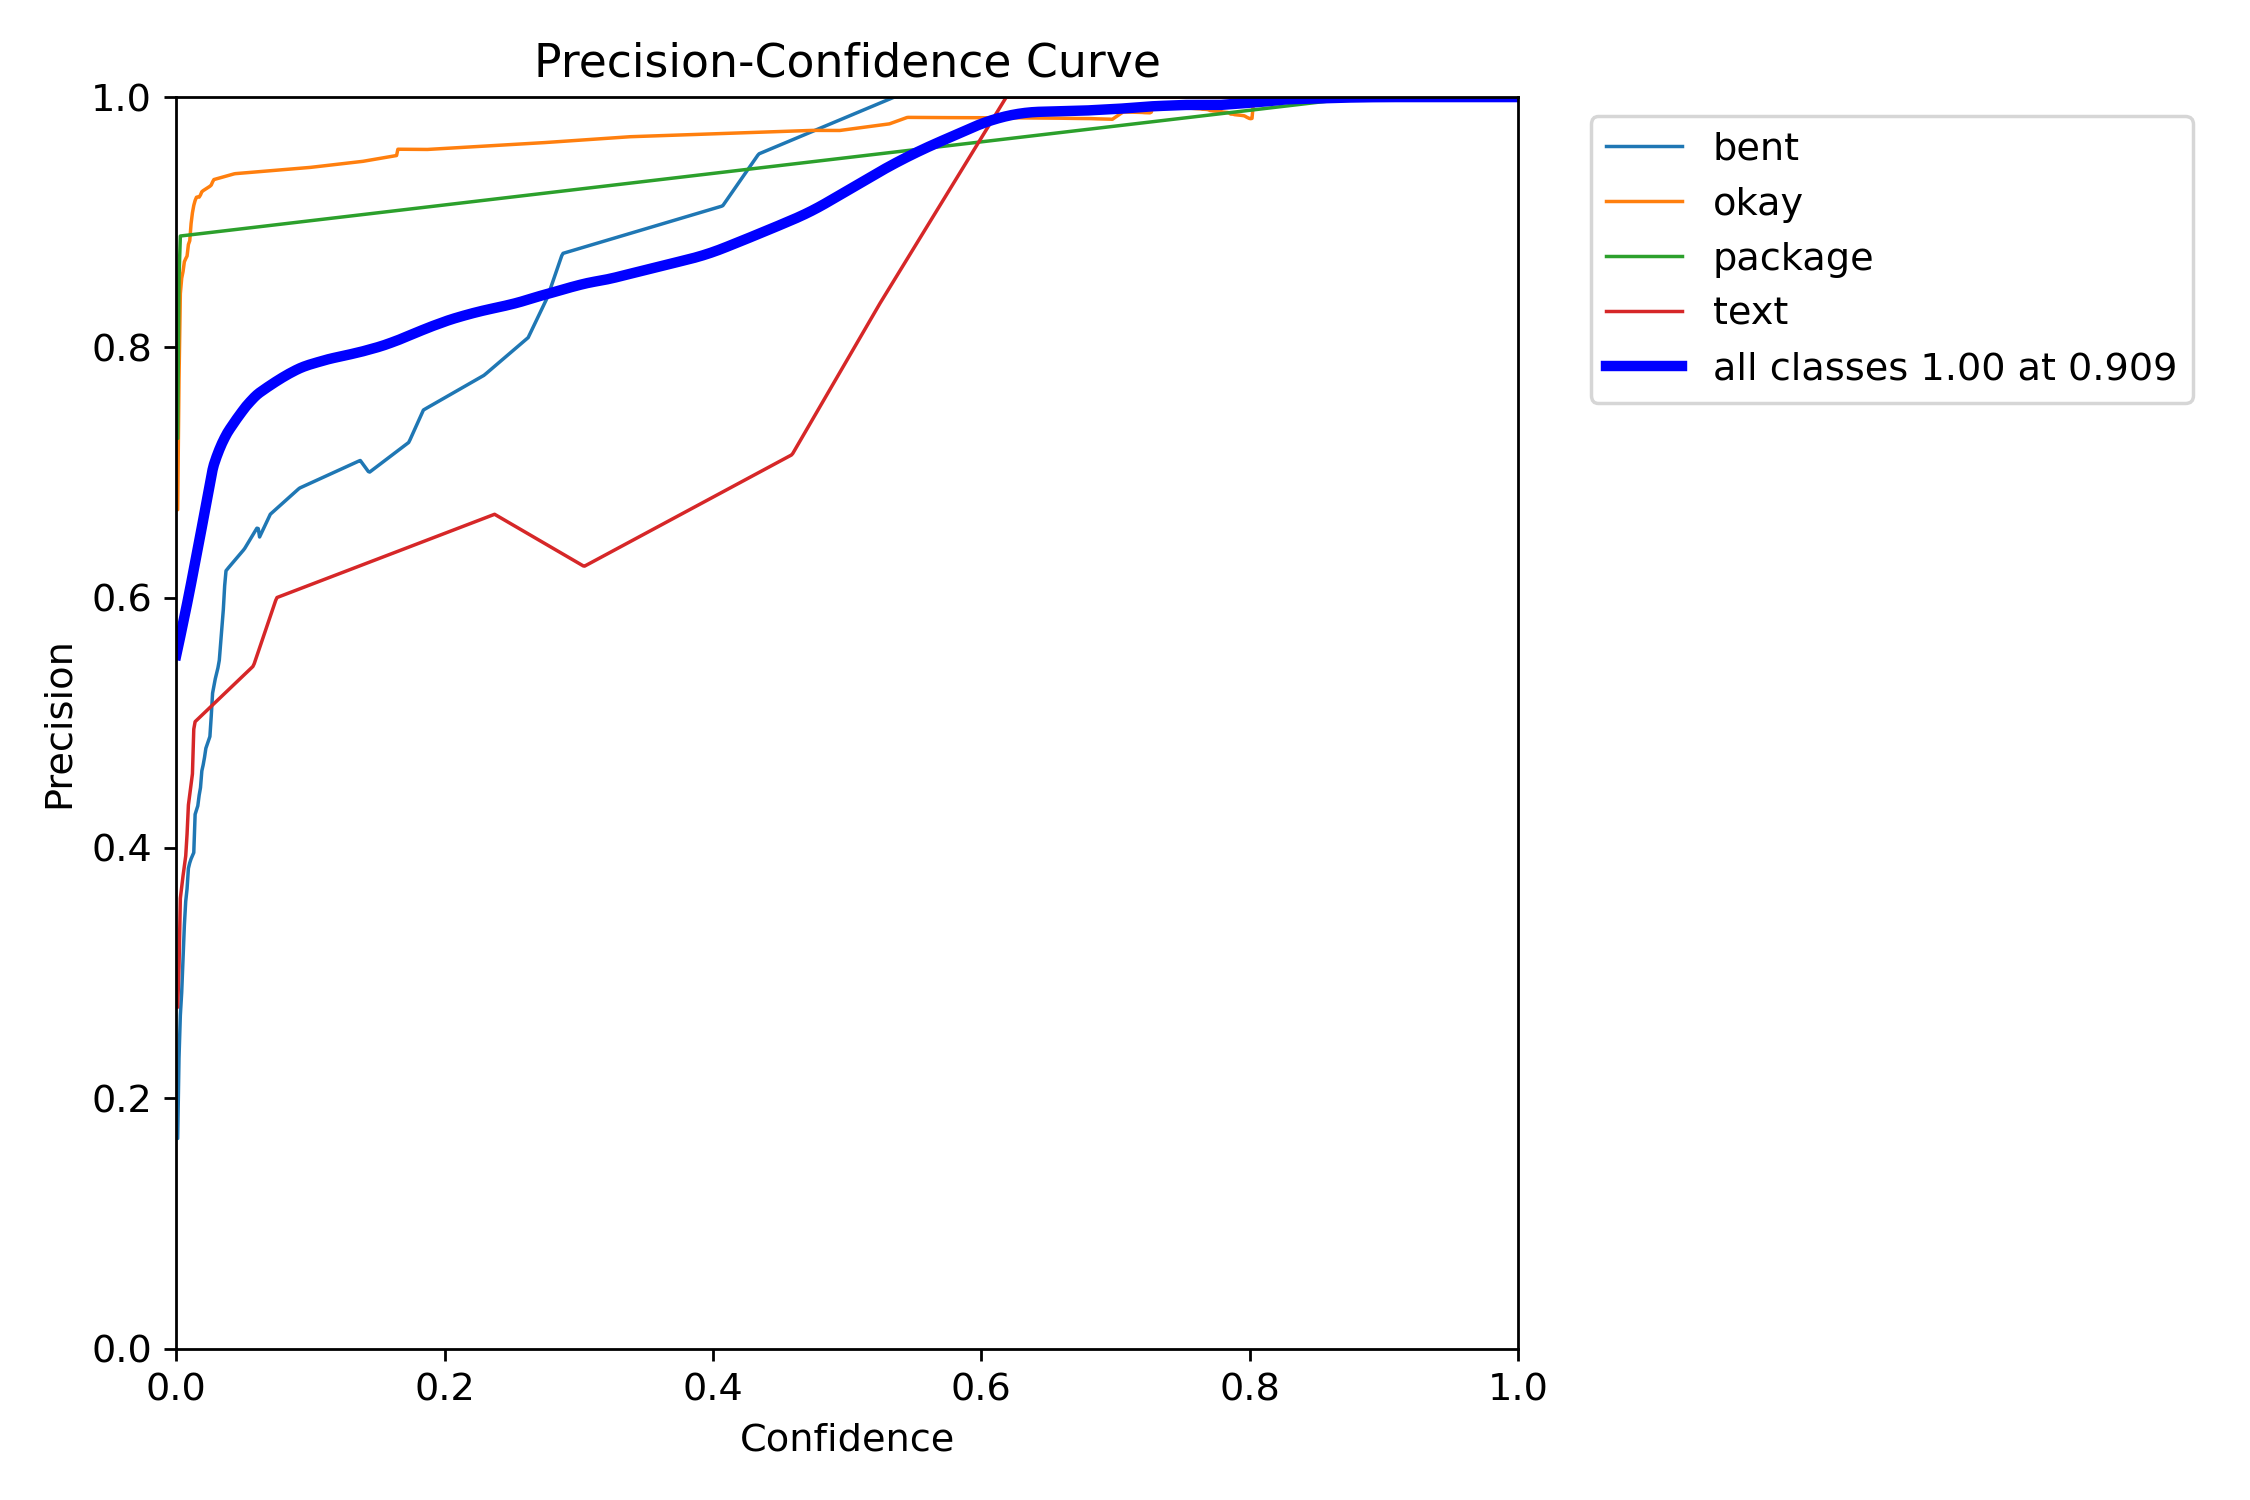 Precision-Confidence Curve
1.0
0.8
0.6
0.4
0.2
0.0
Precision
0.0 0.2 0.4 0.6 0.8 1.0
Confidence
bent
okay
package
text
all classes 1.00 at 0.909